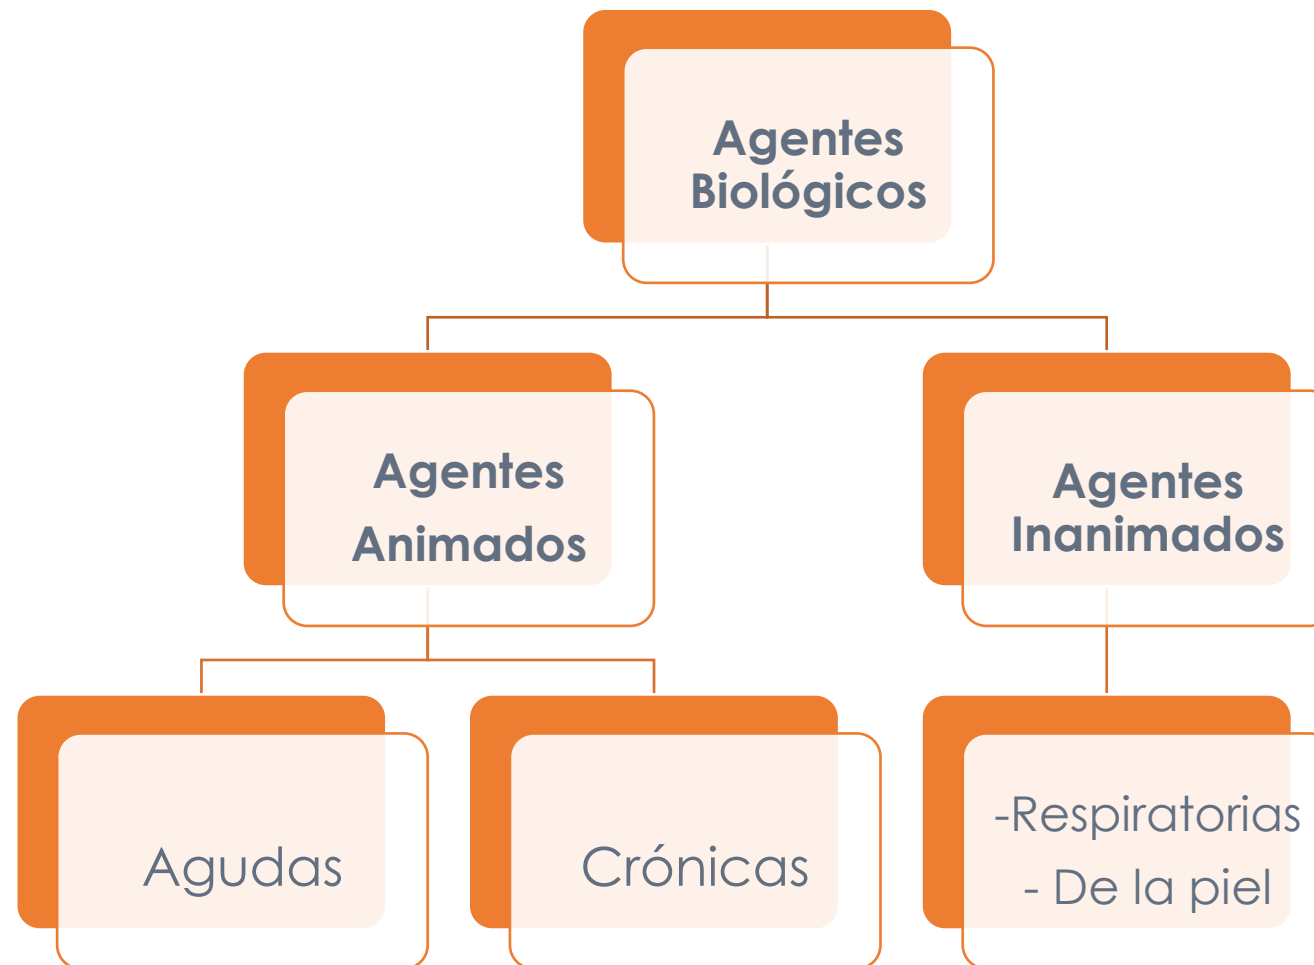 Agentes
Biológicos
Agentes
Animados
Agentes
Inanimados
Agudas
Crónicas
-Respiratorias
- De la piel